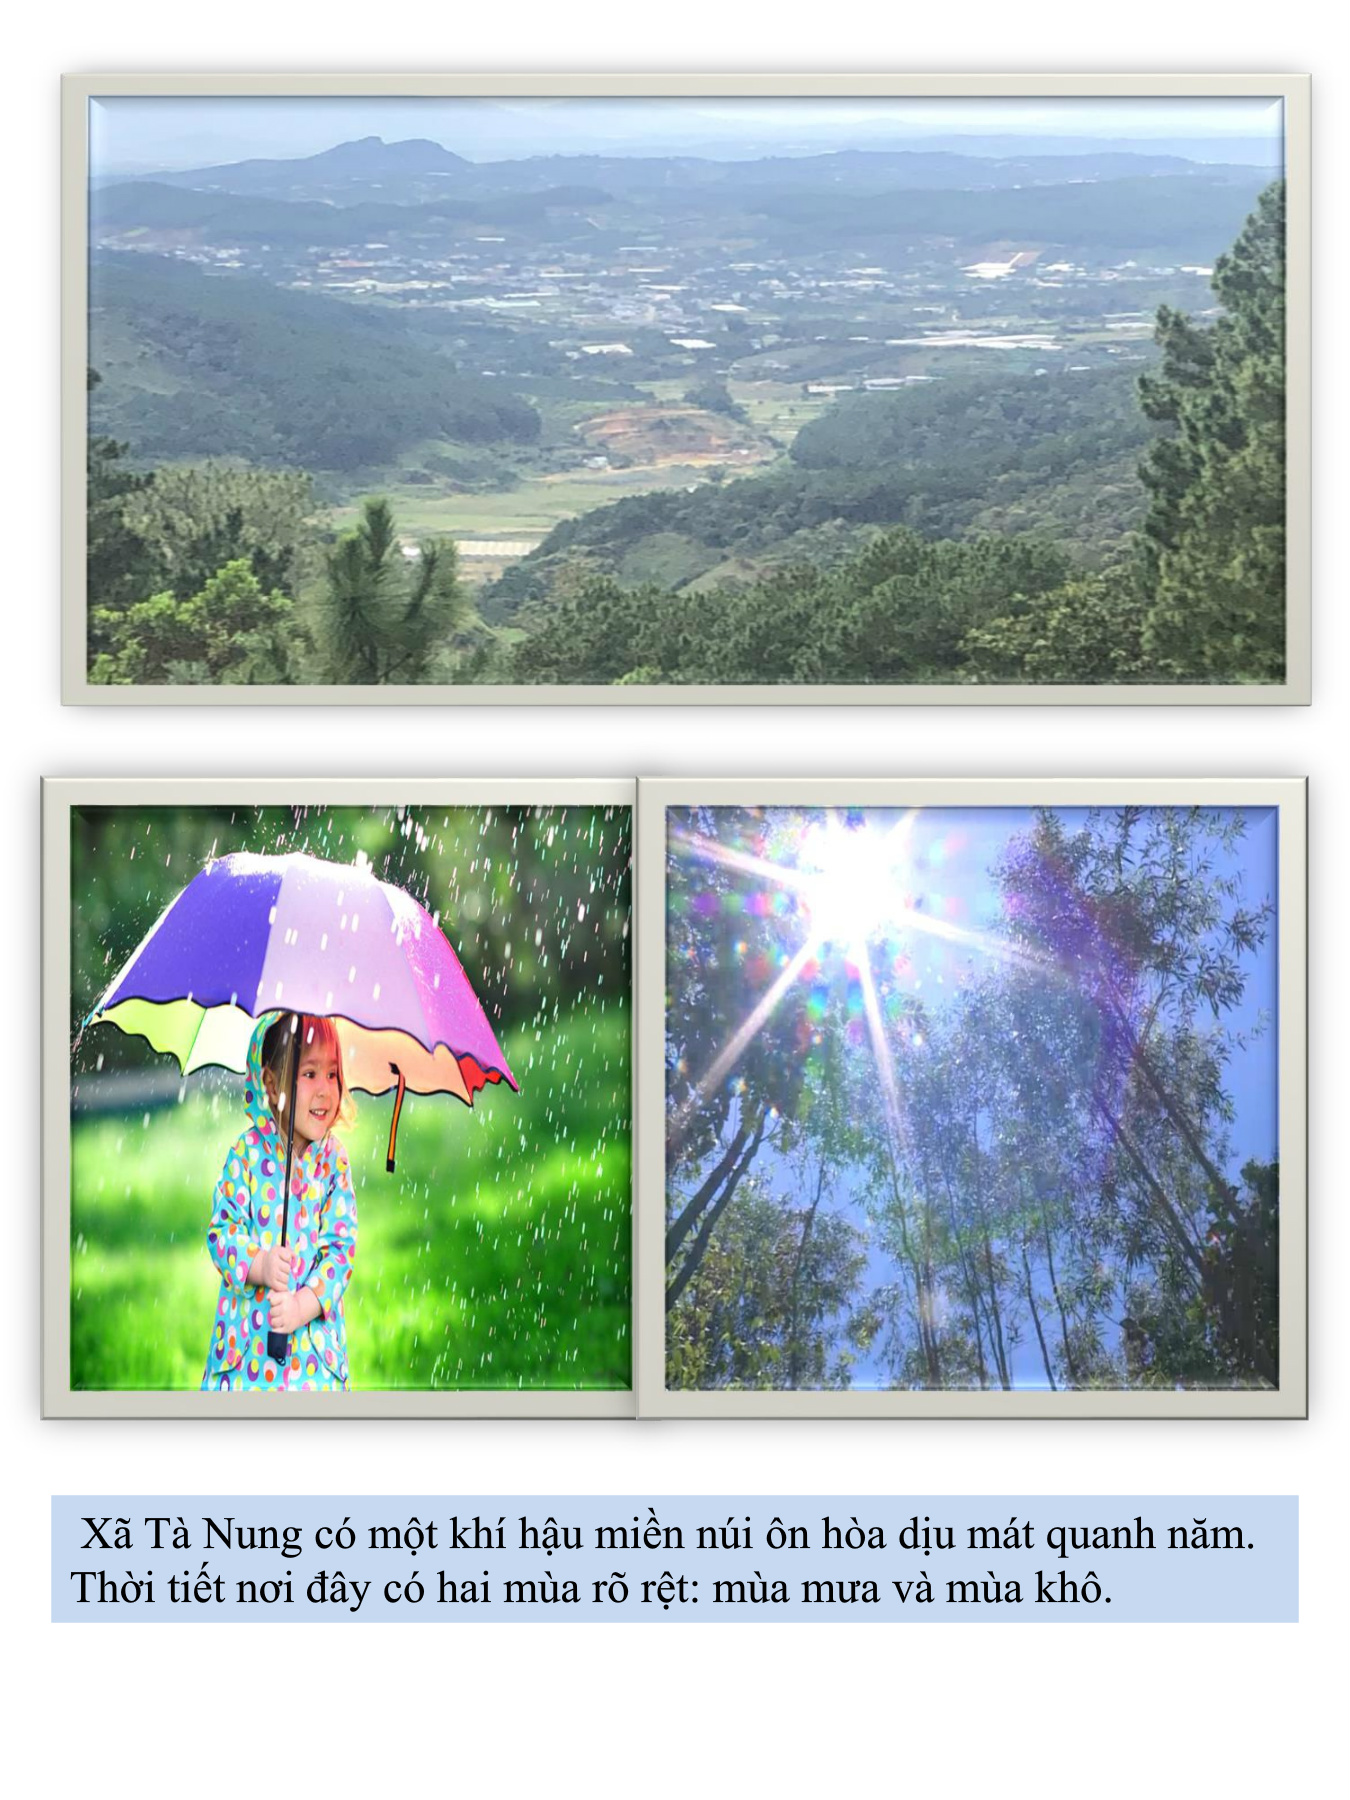 Xã Tà Nung có một khí hậu miền núi ôn hòa dịu mát quanh năm.
Thời tiết nơi đây có hai mùa rõ rệt: mùa mưa và mùa khô.